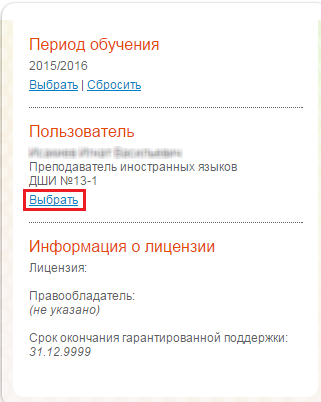 Период обучения
2015/2016
Выбрать | Сбросить
Пользователь
Преподаватель иностранных языков
ДШИ №13-1
Выбрать
Информация о лицензии
Лицензия:
Правообладатель:
(не указано)
Срок окончания гарантированной поддержки:
31.12.9999